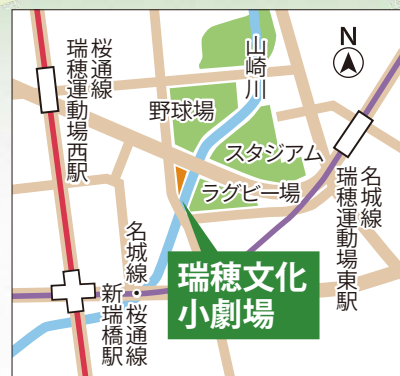 N
山崎川
桜通線
瑞穂運動場西駅
野球場
スタジアム
ラグビー場
名城線
瑞穂運動場東駅
名城線・桜通線
新瑞橋駅
瑞穂文化
小劇場